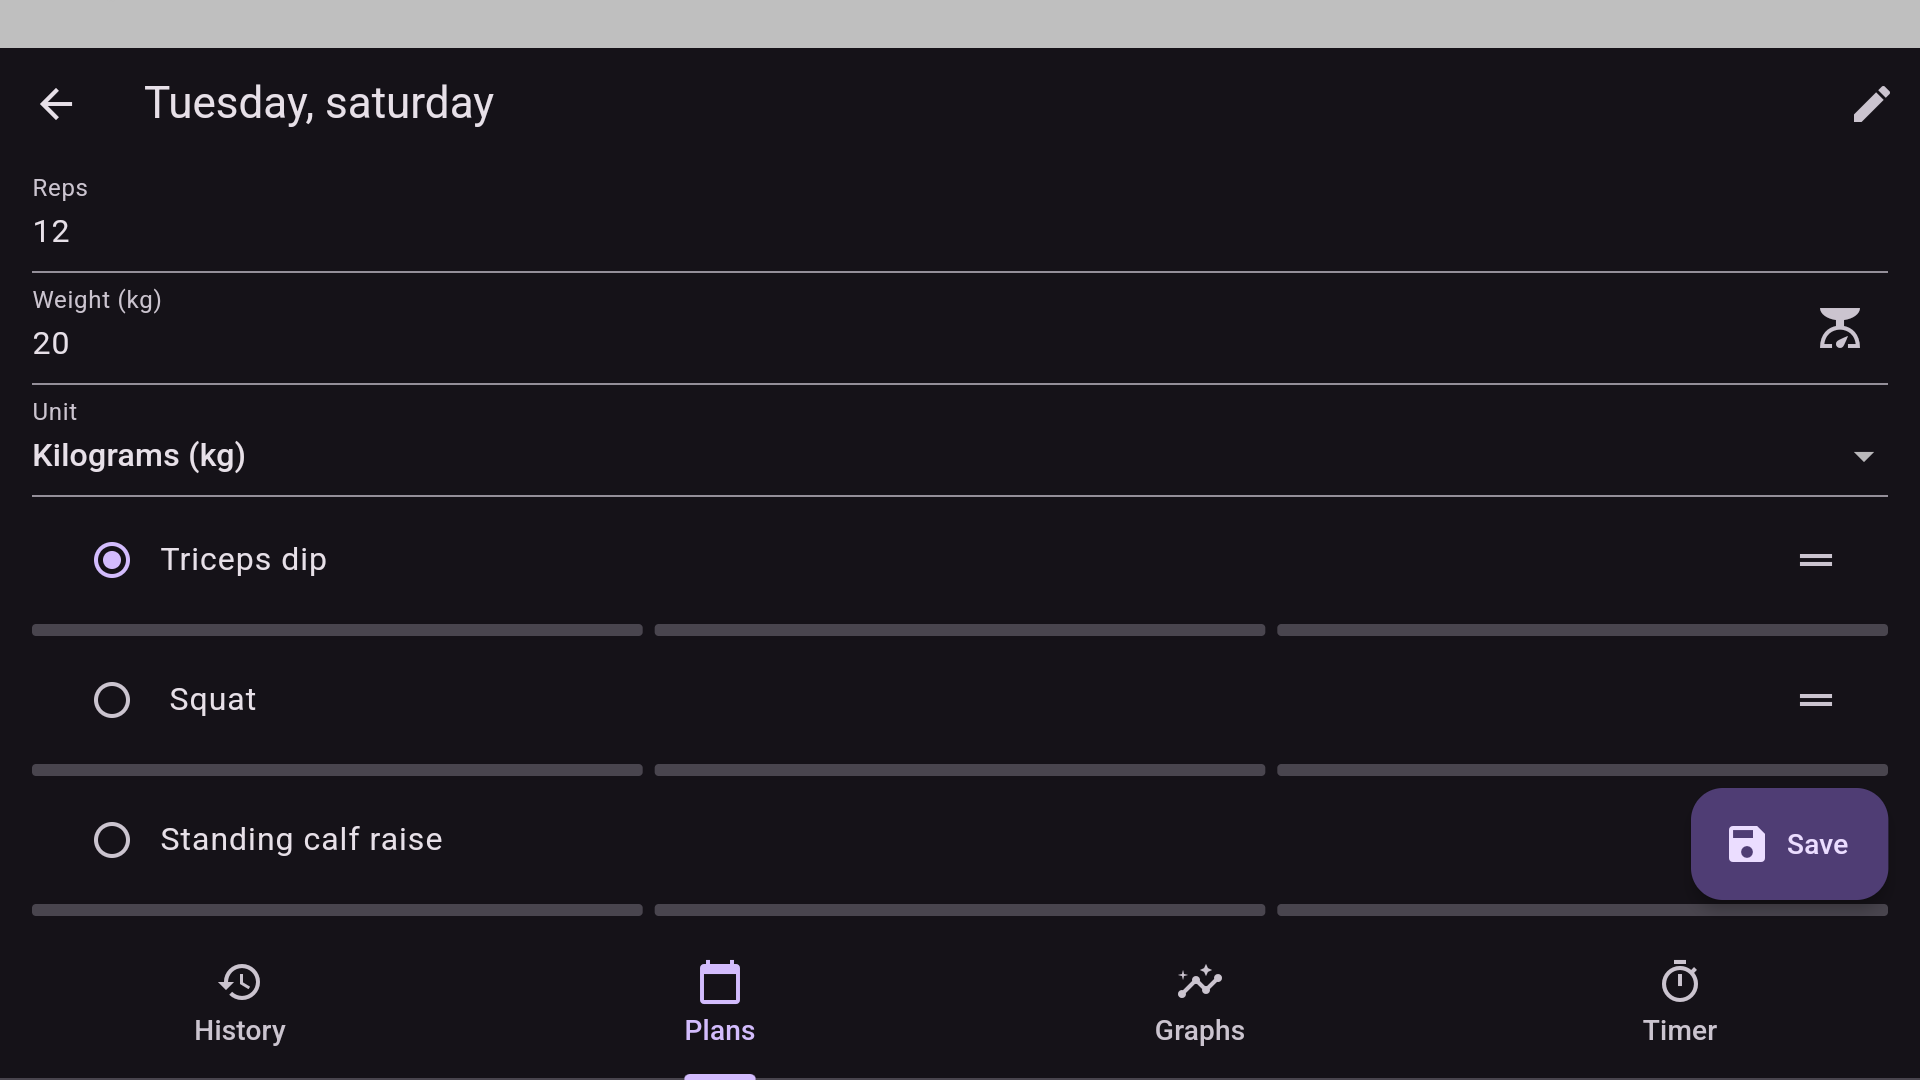 Tuesday, saturday
Reps
12
Weight (kg)
20
Unit
Kilograms (kg)
Triceps dip
Squat
Standing calf raise
Save
History
Plans
Graphs
Timer